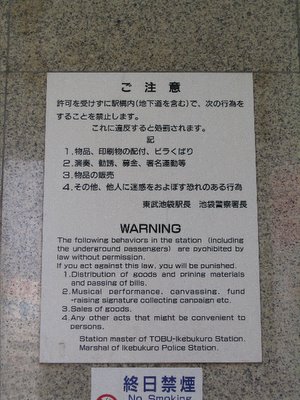 ご注意
許可を受けずに駅構内(地下道を含む)で、次の行為を
することを禁止します。
これに違反すると処罰されます。
記
1.物品、印刷物の配付、ビラくばり
2.演奏、勧誘、募金、署名運動等
3.物品の販売
4.その他、他人に迷惑をおよぼす恐れのある行為
東武池袋駅長 池袋警察署長
WARNING
The following behaviors in the station (including
the underground passengers) are pyohibited by
law without permission.
If you act against this law, you will be punished.
1.Distribution of goods and prining materials
and passing of bills.
2.Musical performance, canvassing, fund
-raising signature collecting campaign etc.
3.Sales of goods.
4.Any other acts that might be convenient to
persons.
Station master of TOBU-Ikebukuro Station.
Marshal of Ikebukuro Police Station.
終日禁煙
No Smoking